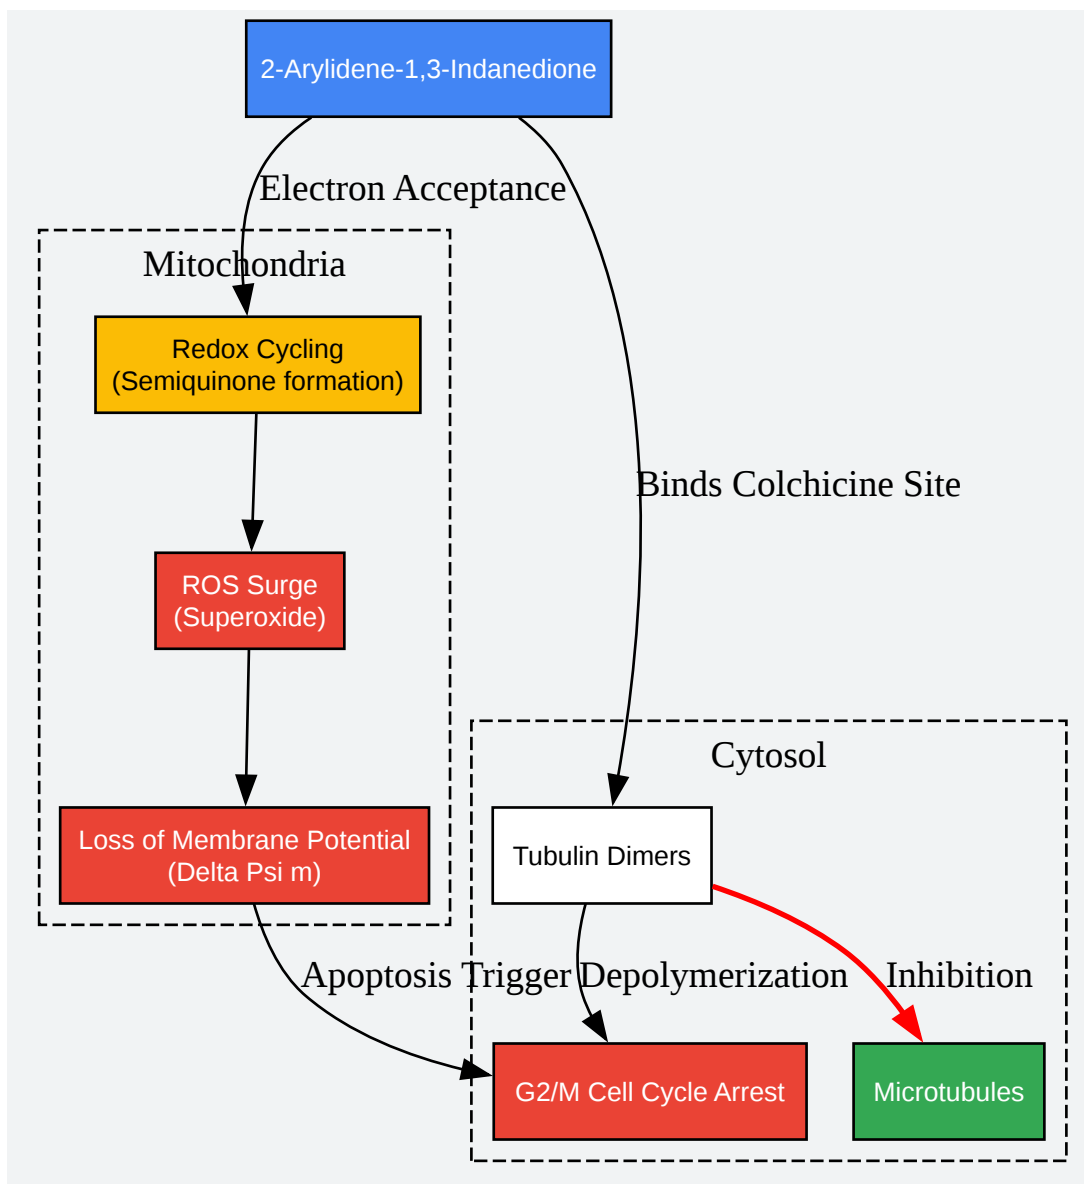 2-Arylidene-1,3-Indanedione
Electron Acceptance
Mitochondria
Redox Cycling
(Semiquinone formation)
Binds Colchicine Site
ROS Surge
(Superoxide)
Cytosol
Loss of Membrane Potential
(Delta Psi m)
Tubulin Dimers
Apoptosis Trigger
Depolymerization
Inhibition
G2/M Cell Cycle Arrest
Microtubules